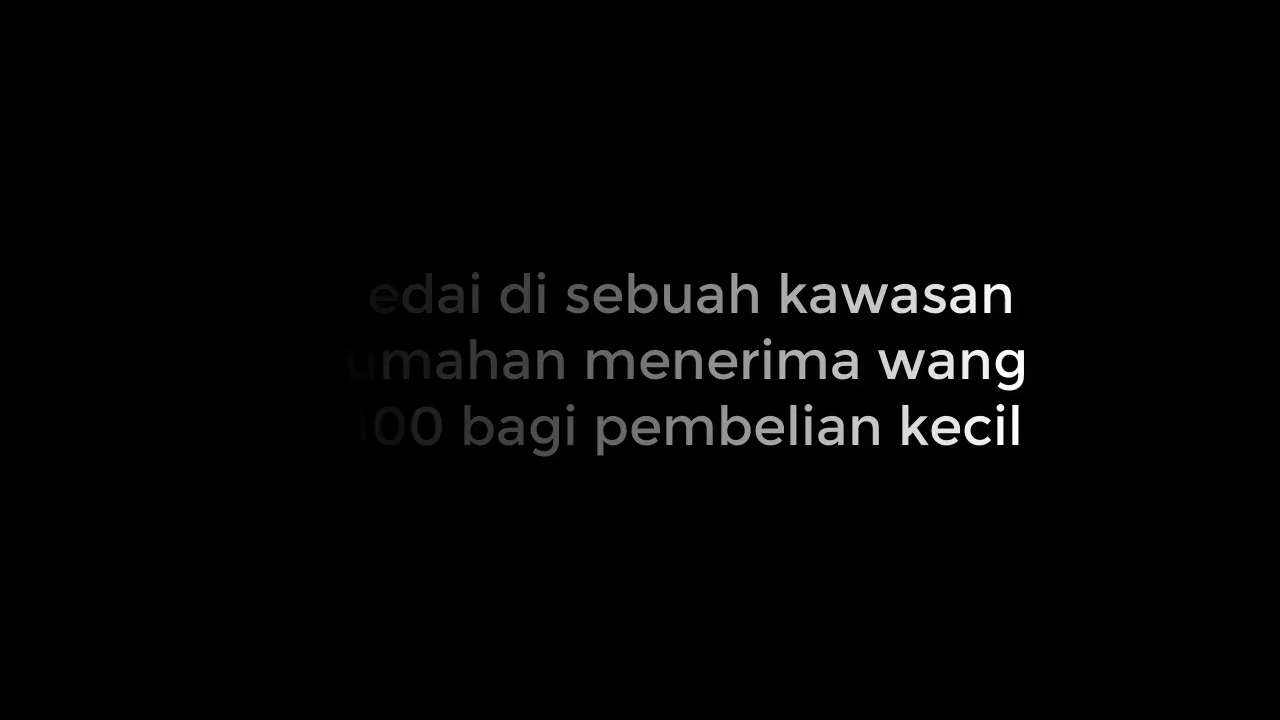 di sebuah kawasan
menerima wang
bagi pembelian kecil